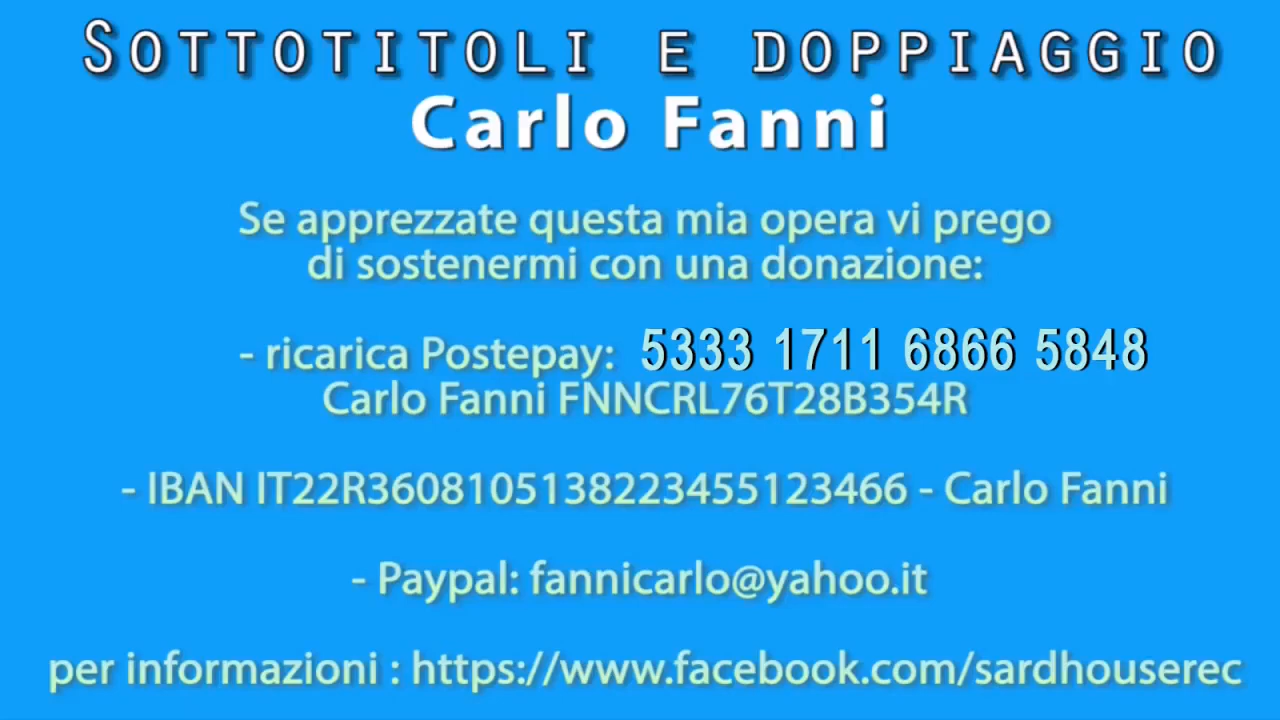 Sottotitoli e doppiaggio
Carlo Fanni
Se apprezzate questa mia opera vi prego
di sostenermi con una donazione:
- ricarica Postepay: 5333 1711 6866 5848
Carlo Fanni FNNCRL76T28B354R
- IBAN IT22R3608105138223455123466 - Carlo Fanni
- Paypal: fannicarlo@yahoo.it
per informazioni : https://www.facebook.com/sardhouserec